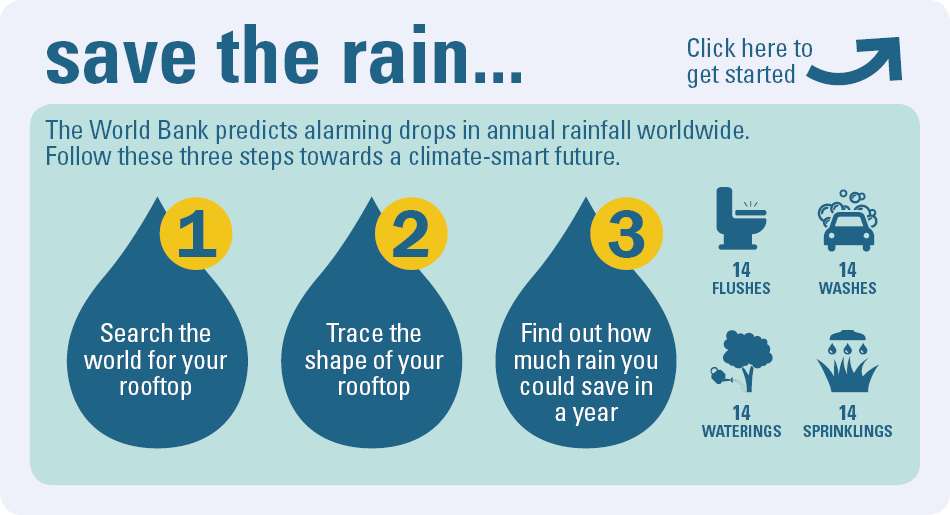 save the rain...
Click here to
get started
The World Bank predicts alarming drops in annual rainfall worldwide.
Follow these three steps towards a climate-smart future.
1
Search the
world for your
rooftop
2
Trace the
shape of your
rooftop
3
Find out how
much rain you
could save in
a year
14
FLUSHES
14
WASHES
14
WATERINGS
14
SPRINKLINGS